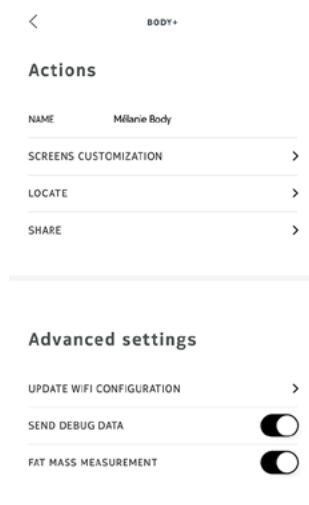 BODY+
Actions
NAME Mélanie Body
SCREENS CUSTOMIZATION
LOCATE
SHARE
Advanced settings
UPDATE WIFI CONFIGURATION
SEND DEBUG DATA
FAT MASS MEASUREMENT